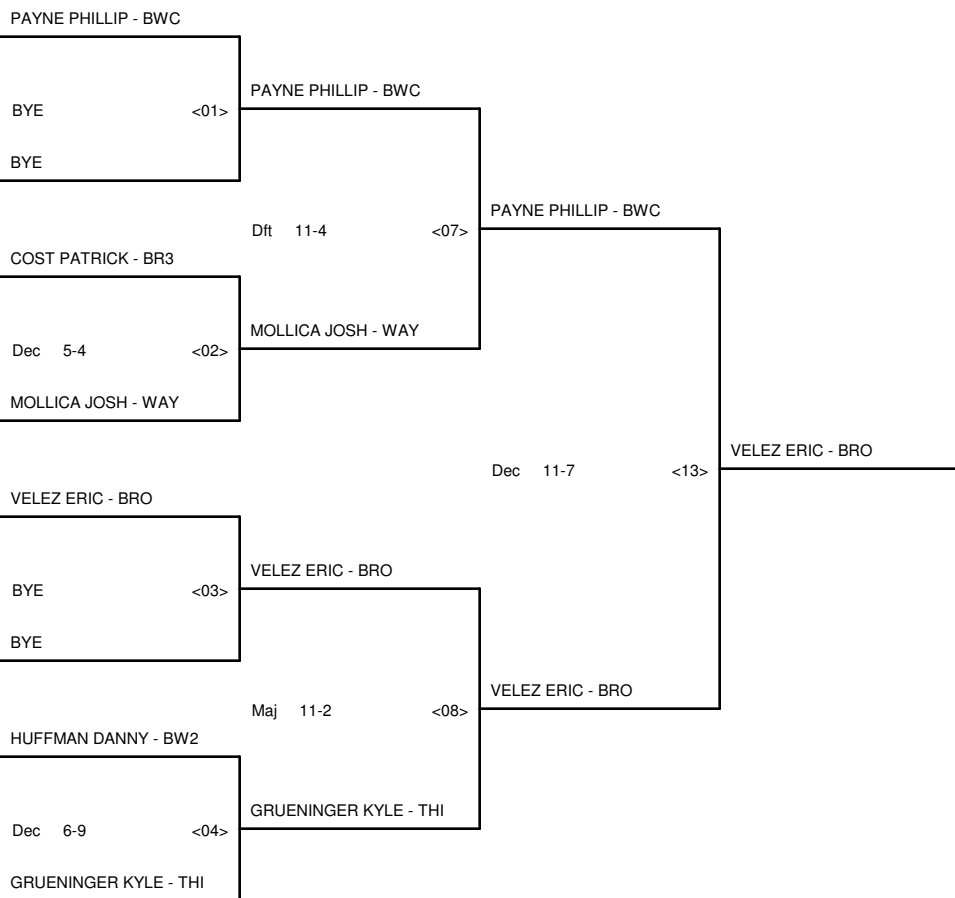 PAYNE PHILLIP - BWC
PAYNE PHILLIP - BWC
BYE <01>
BYE
PAYNE PHILLIP - BWC
Dft 11-4 <07>
COST PATRICK - BR3
MOLLICA JOSH - WAY
Dec 5-4 <02>
MOLLICA JOSH - WAY
VELEZ ERIC - BRO
Dec 11-7 <13>
VELEZ ERIC - BRO
VELEZ ERIC - BRO
BYE <03>
BYE
VELEZ ERIC - BRO
Maj 11-2 <08>
HUFFMAN DANNY - BW2
GRUENINGER KYLE - THI
Dec 6-9 <04>
GRUENINGER KYLE - THI